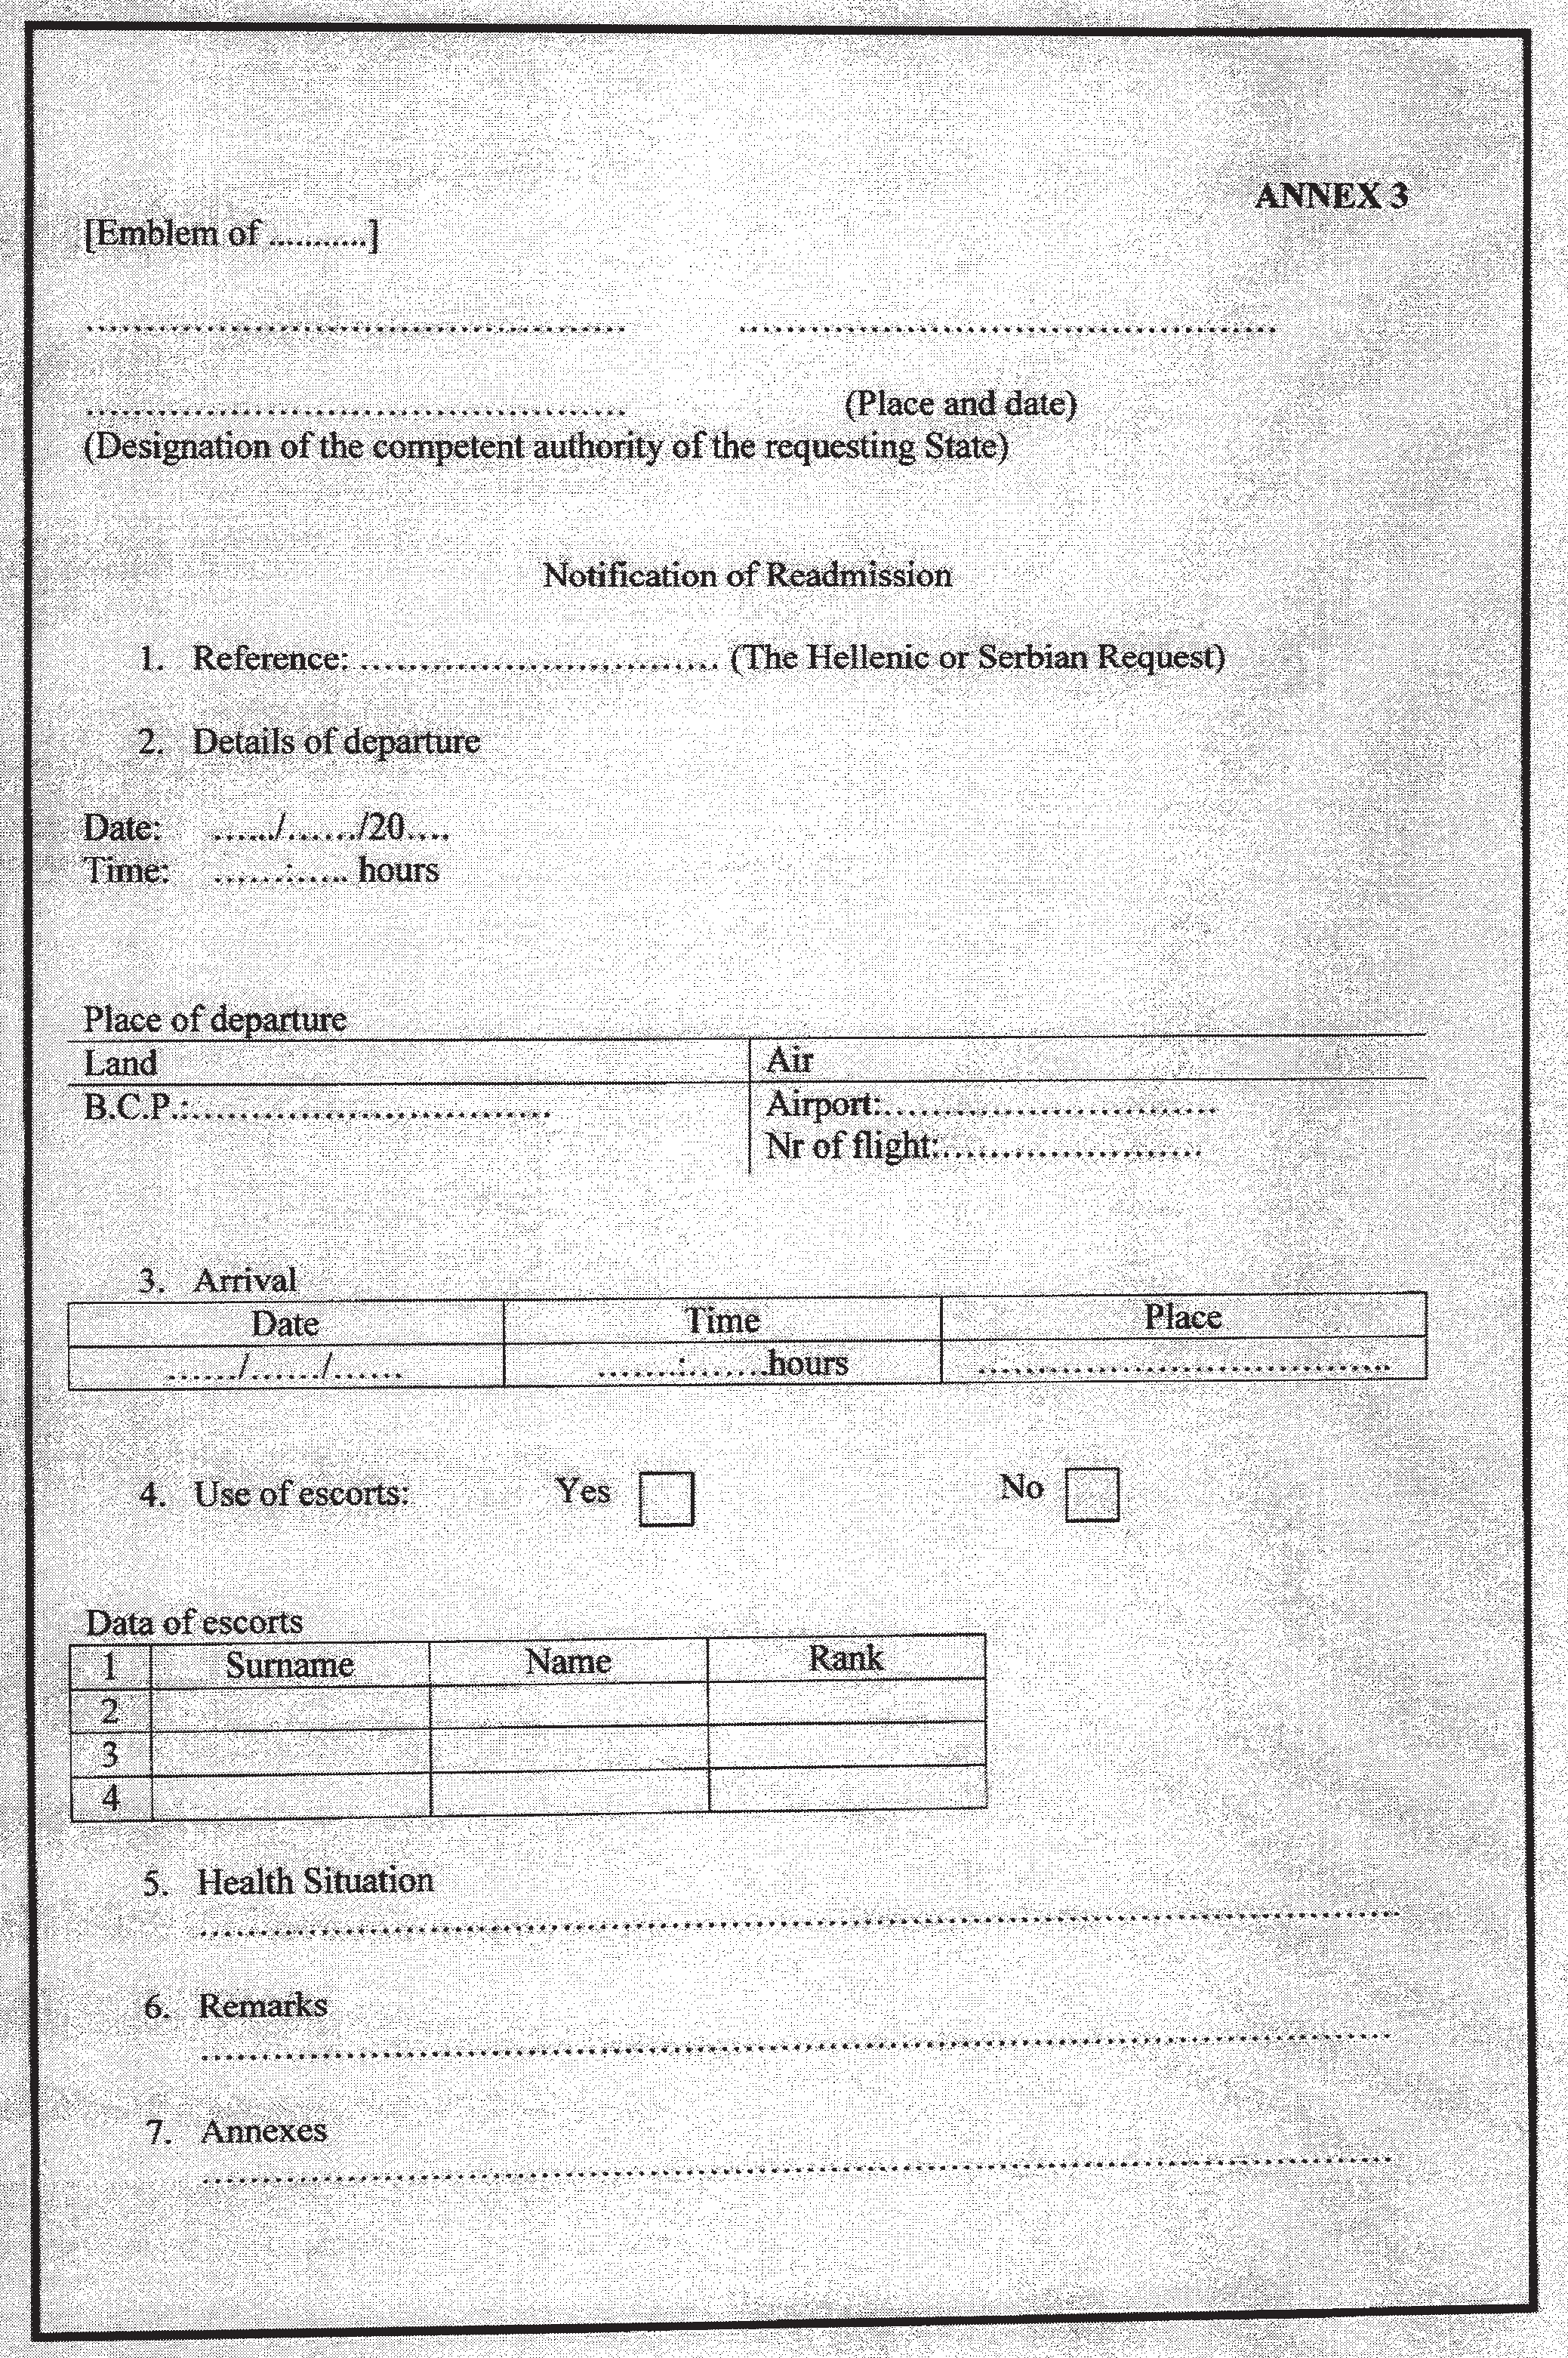 ANNEX 3
[Emblem of ...........]
............................................. .............................................
............................................. (Place and date)
(Designation of the competent authority of the requesting State)
Notification of Readmission
1. Reference: .............................. (The Hellenic or Serbian Request)
2. Details of departure
Date: ....../....../20....
Time: ......:..... hours
Place of departure
Land Air
B.C.P.:.............................. Airport:............................
Nr of flight:......................
3. Arrival
Date Time Place
....../....../...... .......:.......hours ...................................
4. Use of escorts: Yes No
Data of escorts
1 Surname Name Rank
2
3
4
5. Health Situation
....................................................................................................
6. Remarks
....................................................................................................
7. Annexes
....................................................................................................